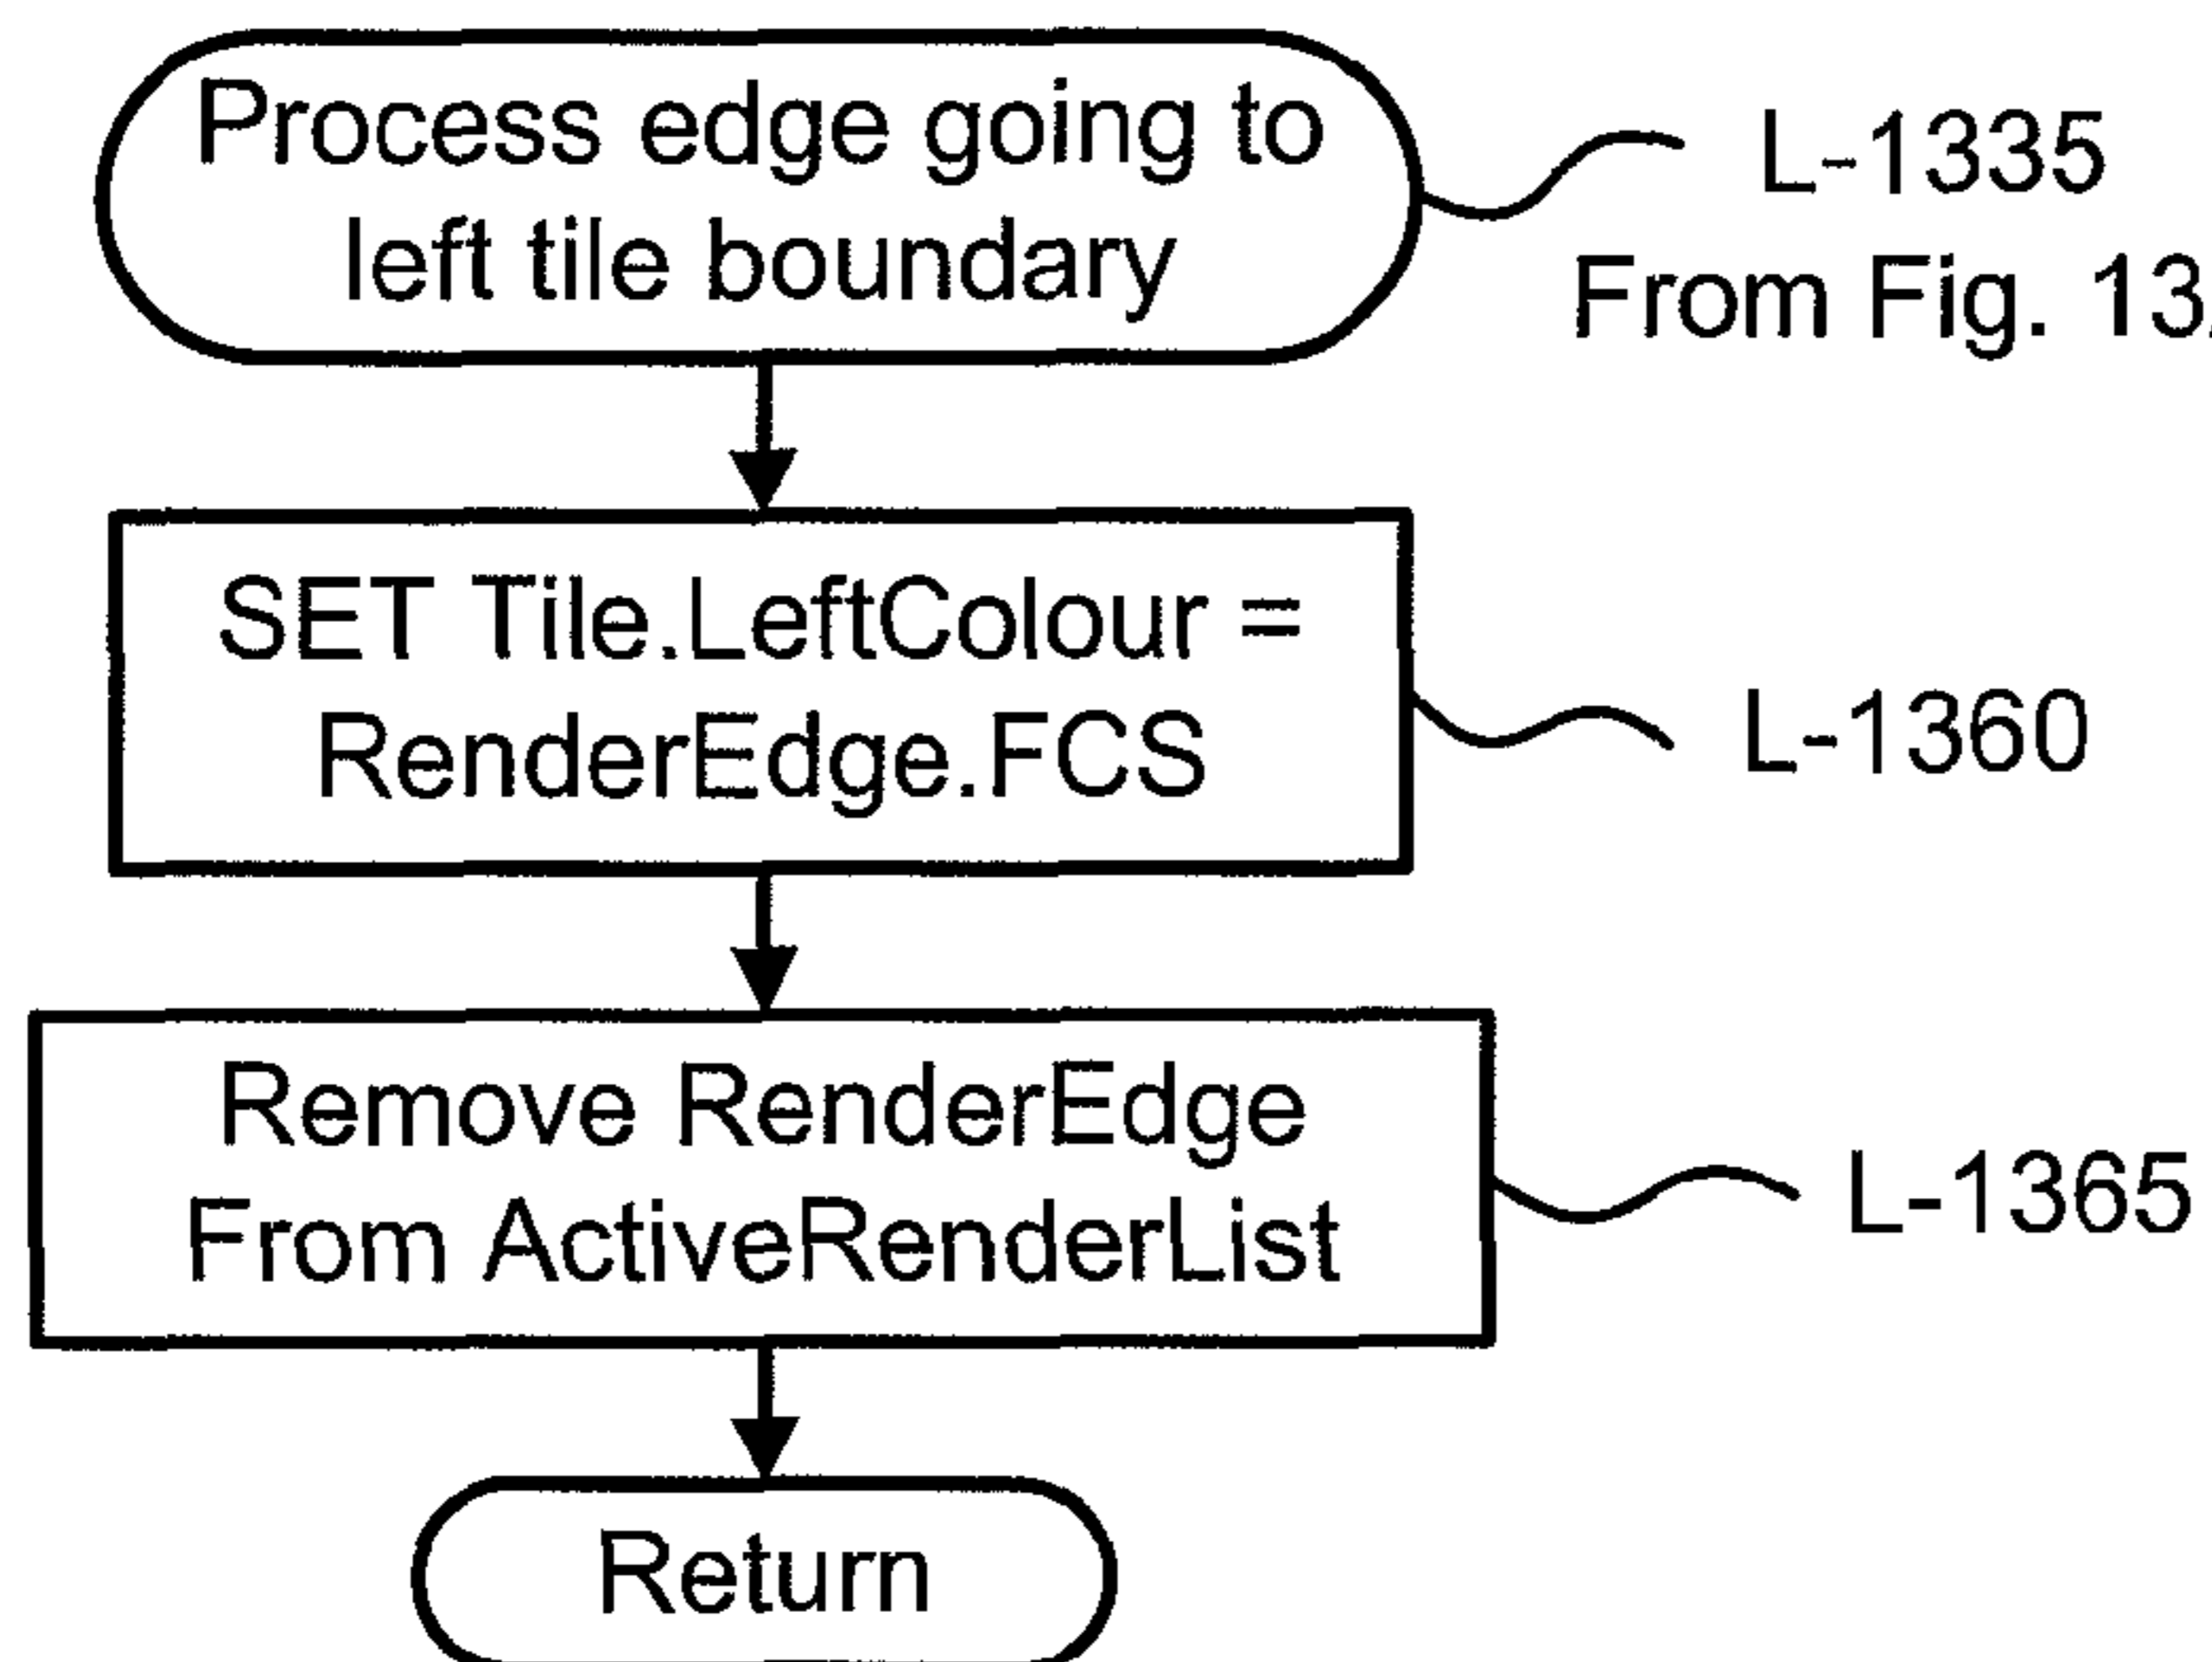 Process edge going to
left tile boundary
L-1335
From Fig. 13
SET Tile.LeftColour =
RenderEdge.FCS
L-1360
Remove RenderEdge
From ActiveRenderList
L-1365
Return